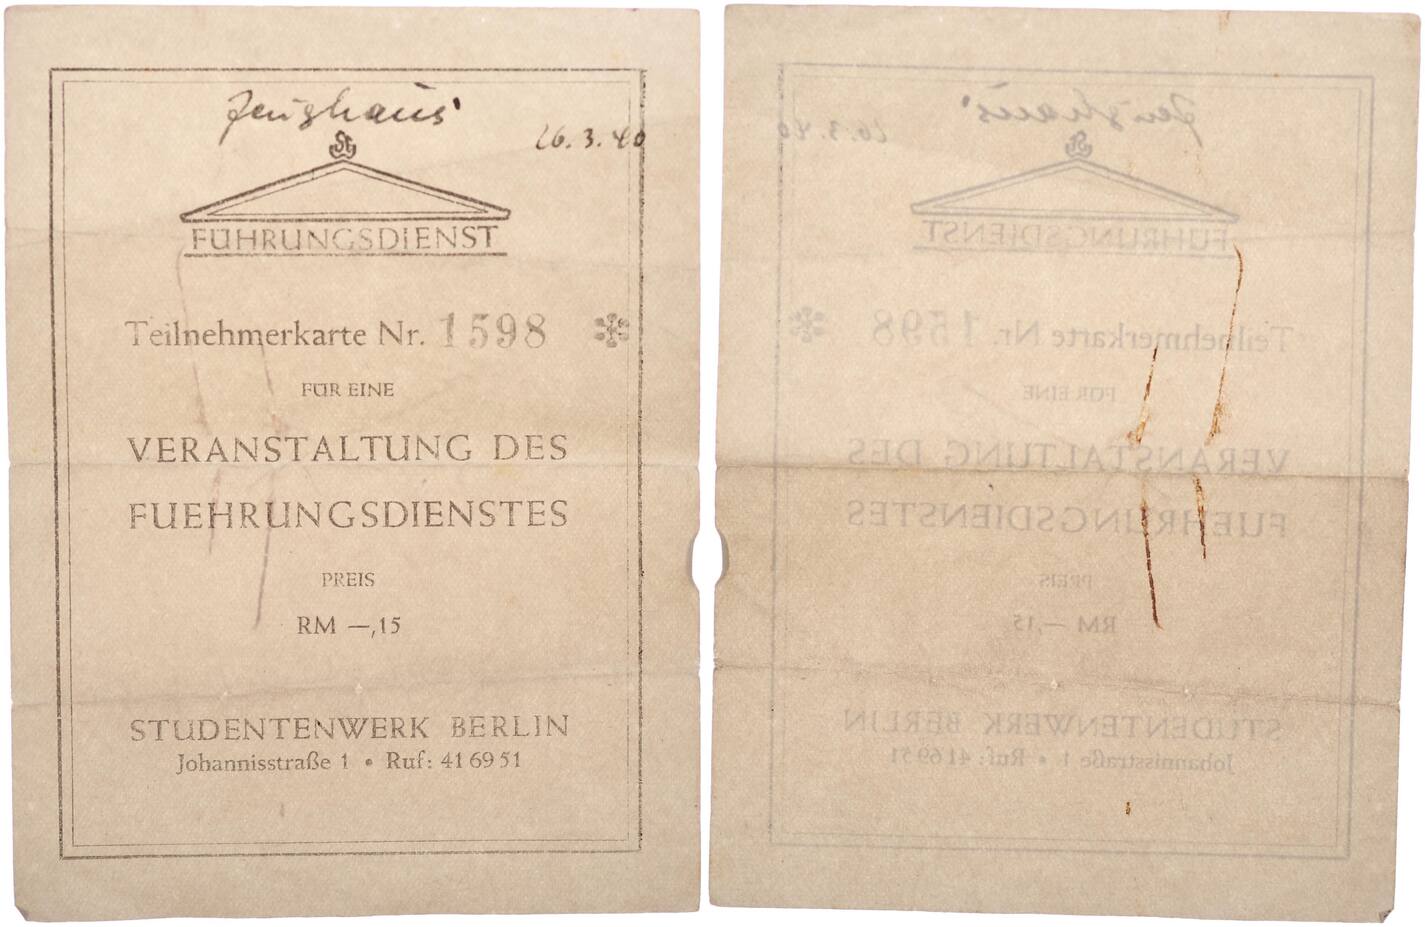 Zeughaus
26.3.40
St
FÜHRUNGSDIENST
Teilnehmerkarte Nr. 1598
FÜR EINE
VERANSTALTUNG DES
FUEHRUNGSDIENSTES
PREIS
RM —,15
STUDENTENWERK BERLIN
Johannisstraße 1 • Ruf: 41 69 51